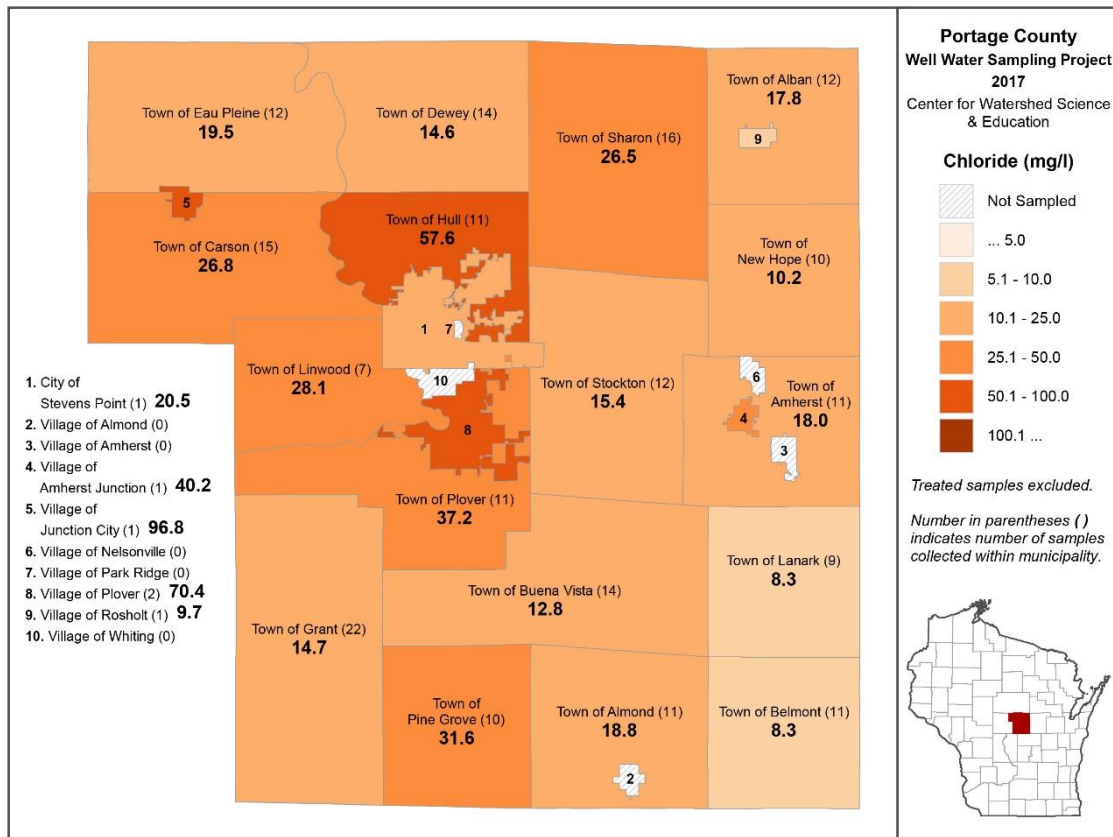 Town of Eau Pleine (12)
19.5
Town of Dewey (14)
14.6
Town of Sharon (16)
26.5
Town of Alban (12)
17.8
9
5
Town of Carson (15)
26.8
Town of Hull (11)
57.6
Town of
New Hope (10)
10.2
1
7
Town of Linwood (7)
28.1
10
8
Town of Stockton (12)
15.4
6
Town of
Amherst (11)
18.0
4
3
Town of Plover (11)
37.2
Town of Lanark (9)
8.3
Town of Buena Vista (14)
12.8
Town of Grant (22)
14.7
Town of
Pine Grove (10)
31.6
Town of Almond (11)
18.8
2
Town of Belmont (11)
8.3
1. City of
Stevens Point (1) 20.5
2. Village of Almond (0)
3. Village of Amherst (0)
4. Village of
Amherst Junction (1) 40.2
5. Village of
Junction City (1) 96.8
6. Village of Nelsonville (0)
7. Village of Park Ridge (0)
8. Village of Plover (2) 70.4
9. Village of Rosholt (1) 9.7
10. Village of Whiting (0)
Portage County
Well Water Sampling Project
2017
Center for Watershed Science
& Education
Chloride (mg/l)
Not Sampled
... 5.0
5.1 - 10.0
10.1 - 25.0
25.1 - 50.0
50.1 - 100.0
100.1 ...
Treated samples excluded.
Number in parentheses ( )
indicates number of samples
collected within municipality.